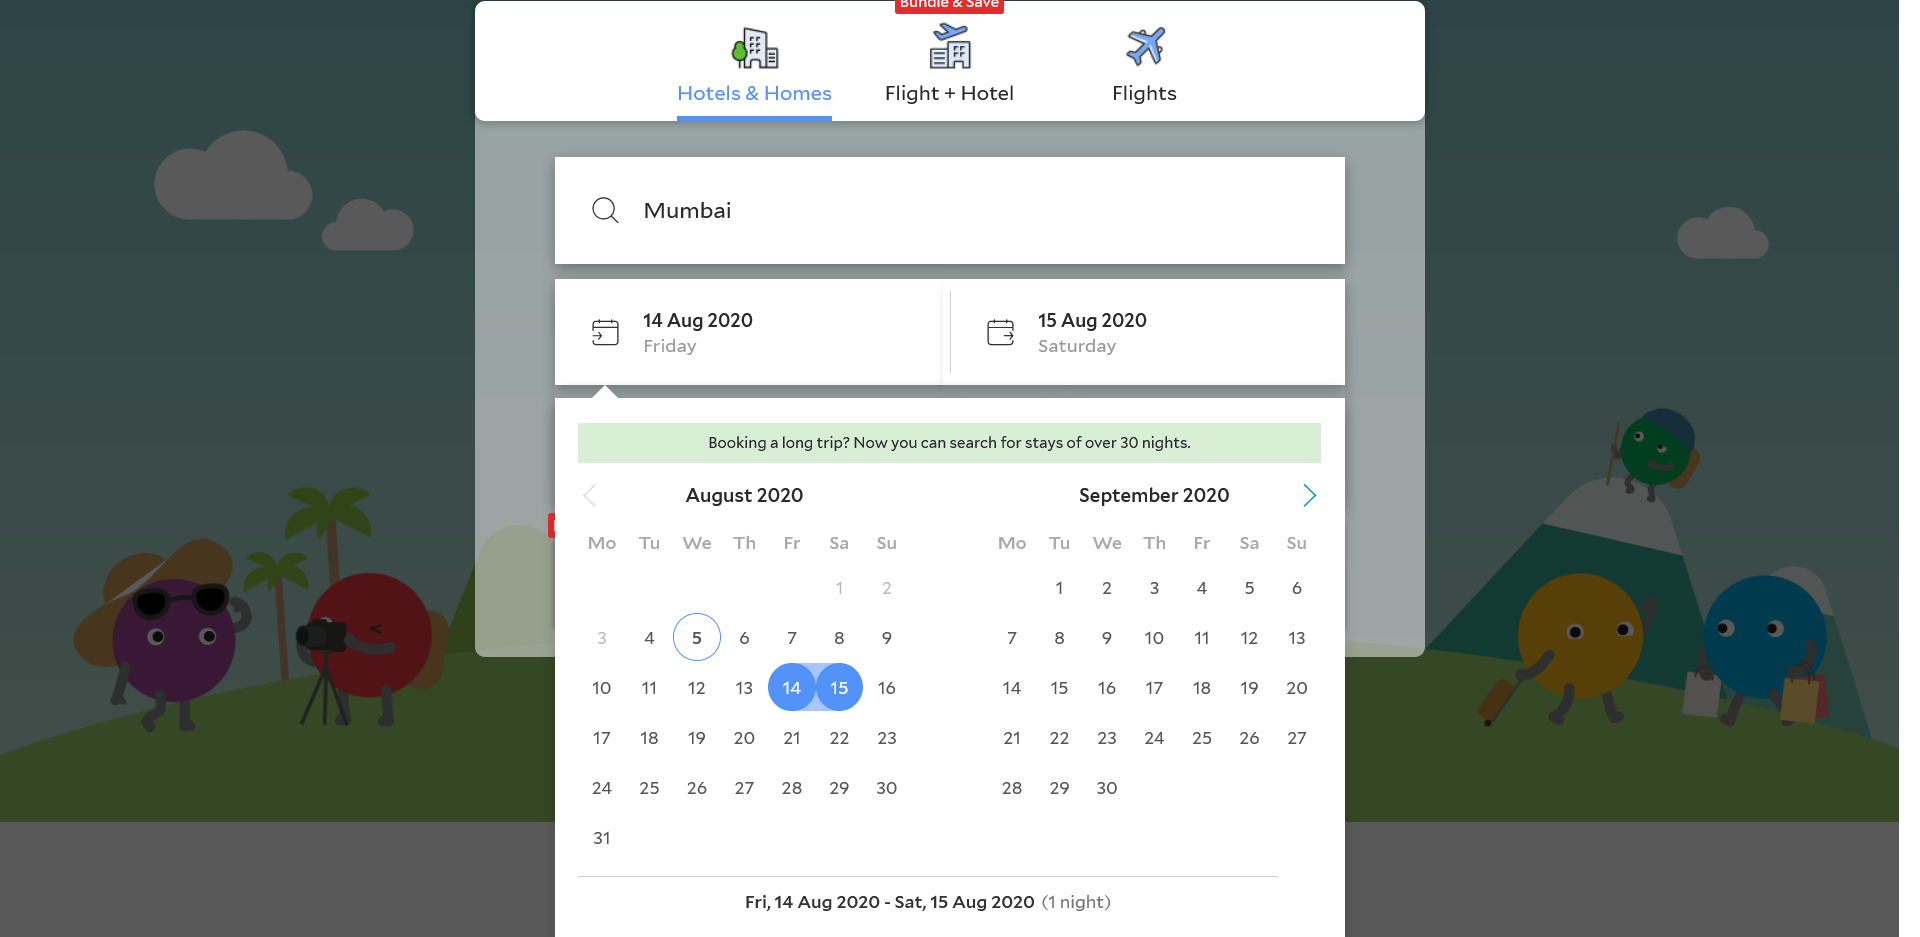 Bundle & Save
Hotels & Homes
Flight + Hotel
Flights
Mumbai
14 Aug 2020
Friday
15 Aug 2020
Saturday
Booking a long trip? Now you can search for stays of over 30 nights.
August 2020
Mo Tu We Th Fr Sa Su
1 2
3 4 5 6 7 8 9
10 11 12 13 14 15 16
17 18 19 20 21 22 23
24 25 26 27 28 29 30
31
September 2020
Mo Tu We Th Fr Sa Su
1 2 3 4 5 6
7 8 9 10 11 12 13
14 15 16 17 18 19 20
21 22 23 24 25 26 27
28 29 30
Fri, 14 Aug 2020 - Sat, 15 Aug 2020 (1 night)